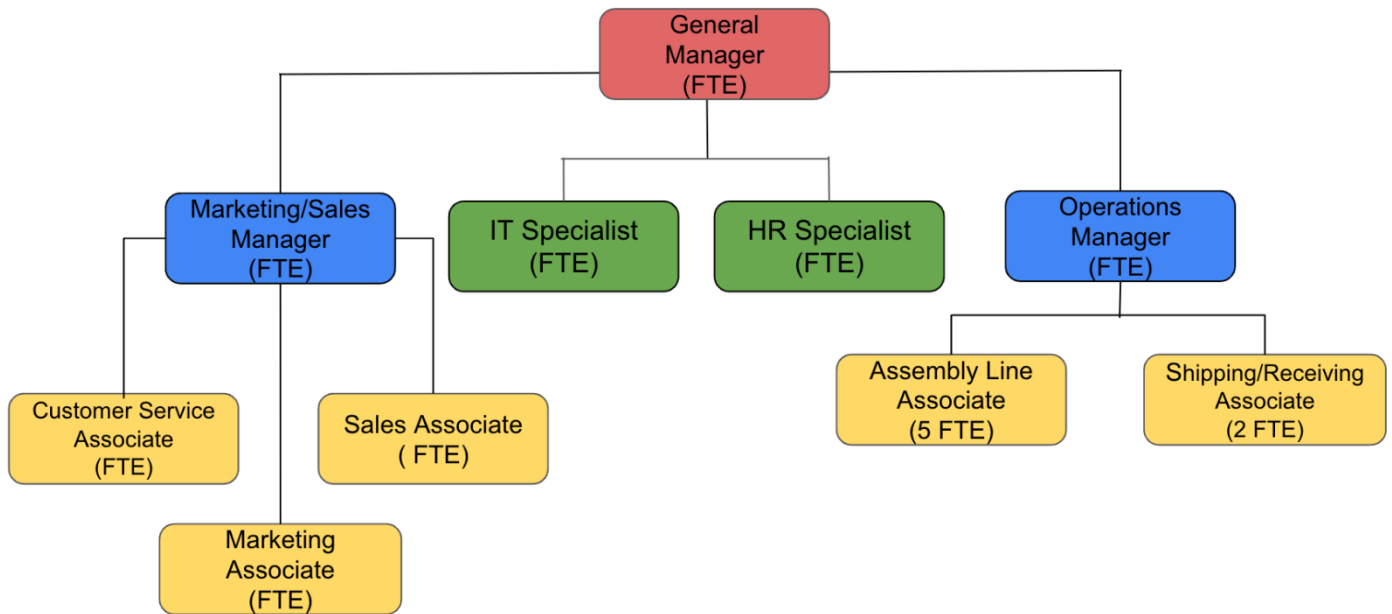 General
Manager
(FTE)
Marketing/Sales
Manager
(FTE)
IT Specialist
(FTE)
HR Specialist
(FTE)
Operations
Manager
(FTE)
Customer Service
Associate
(FTE)
Sales Associate
( FTE)
Assembly Line
Associate
(5 FTE)
Shipping/Receiving
Associate
(2 FTE)
Marketing
Associate
(FTE)